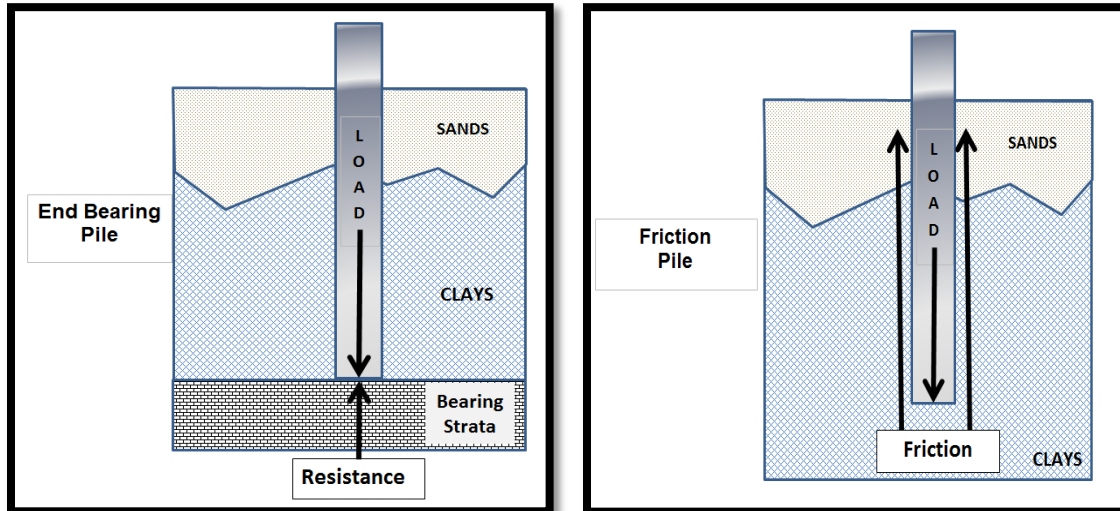 SANDS
L
O
A
D
End Bearing
Pile
CLAYS
Bearing
Strata
Resistance
SANDS
L
O
A
D
Friction
Pile
Friction
CLAYS